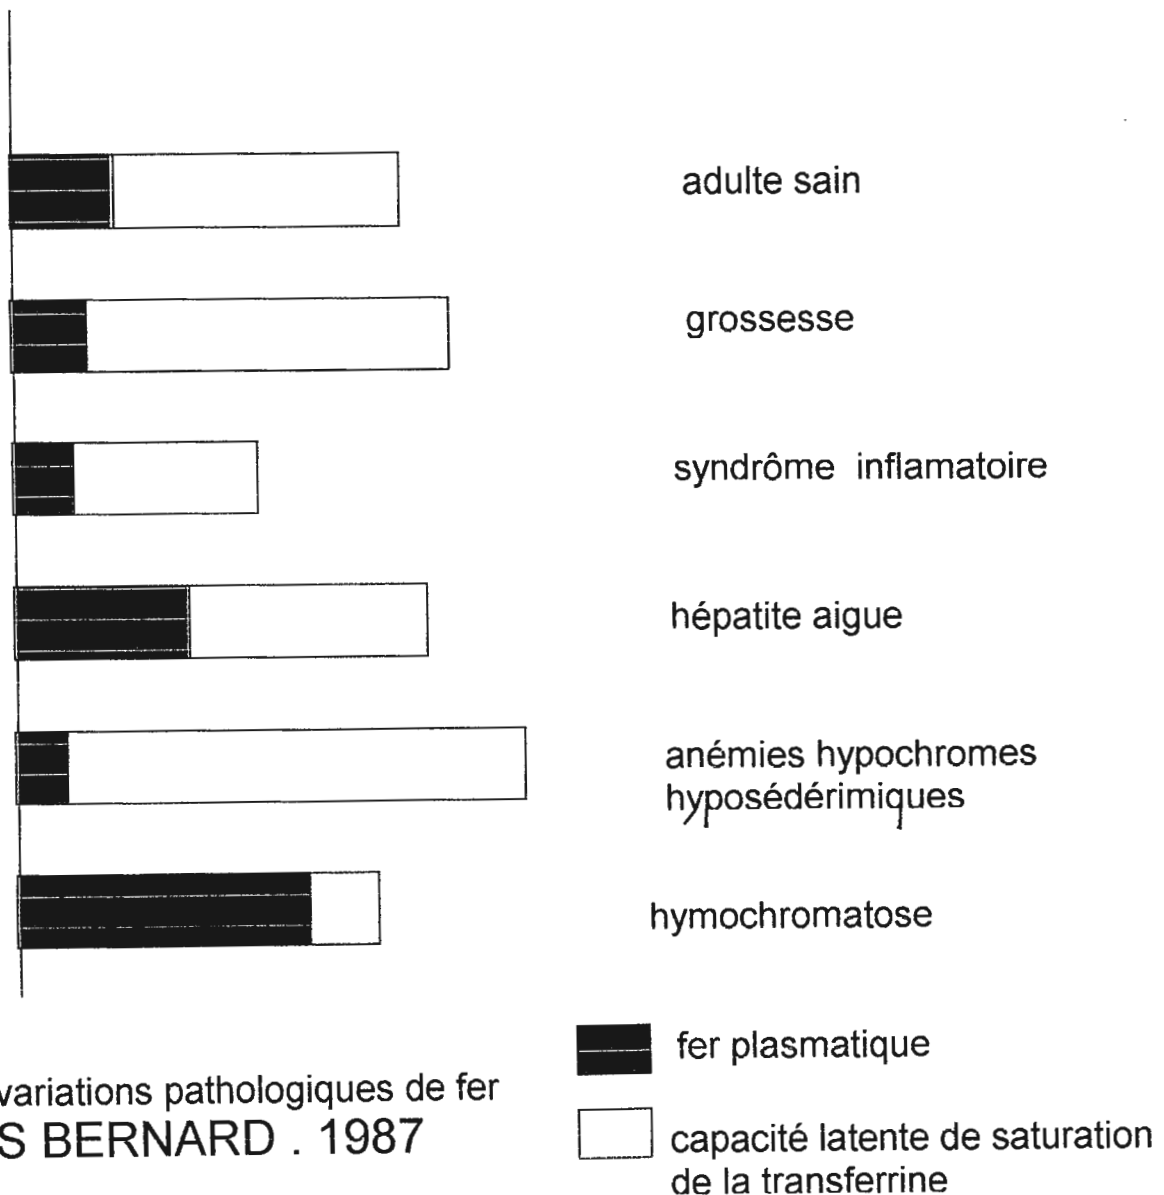 adulte sain
grossesse
syndrôme inflamatoire
hépatite aigue
anémies hypochromes
hyposédérimiques
hymochromatose
fer plasmatique
capacité latente de saturation
de la transferrine
variations pathologiques de fer
S BERNARD . 1987